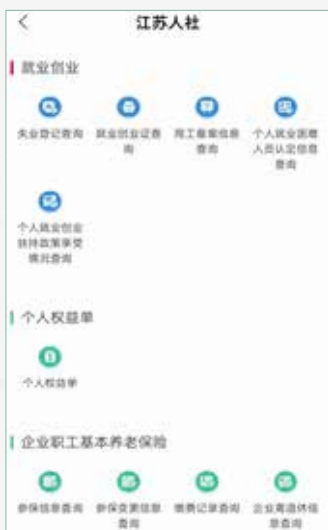 江苏人社
就业创业
失业登记查询 就业创业证查 用工备案信息 个人就业困难
询 查询 人员认定信息
查询
个人就业创业
扶持政策享受
情况查询
个人权益单
个人权益单
企业职工基本养老保险
参保信息查询 参保变更信息 缴费记录查询 企业离退休信
查询 息查询